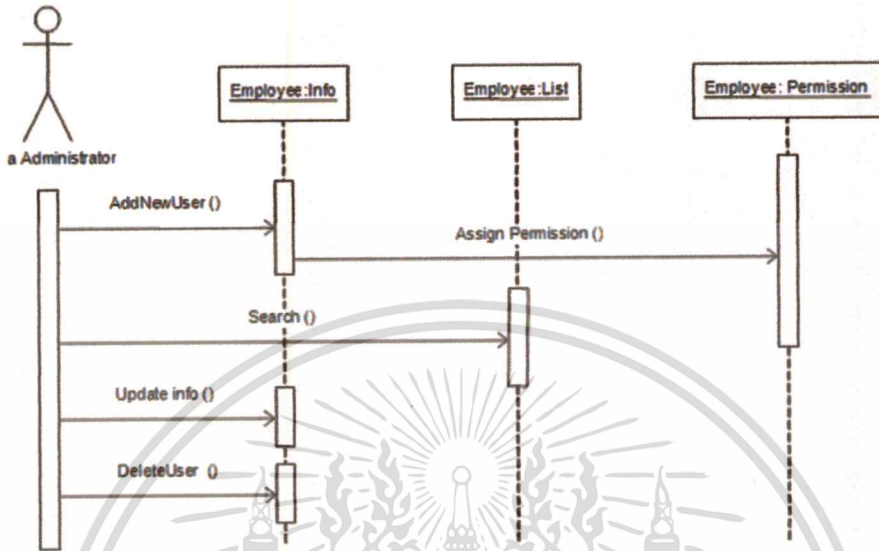 Employee:Info
Employee:List
Employee: Permission
a Administrator
AddNewUser ()
Assign Permission ()
Search ()
Update info ()
DeleteUser ()